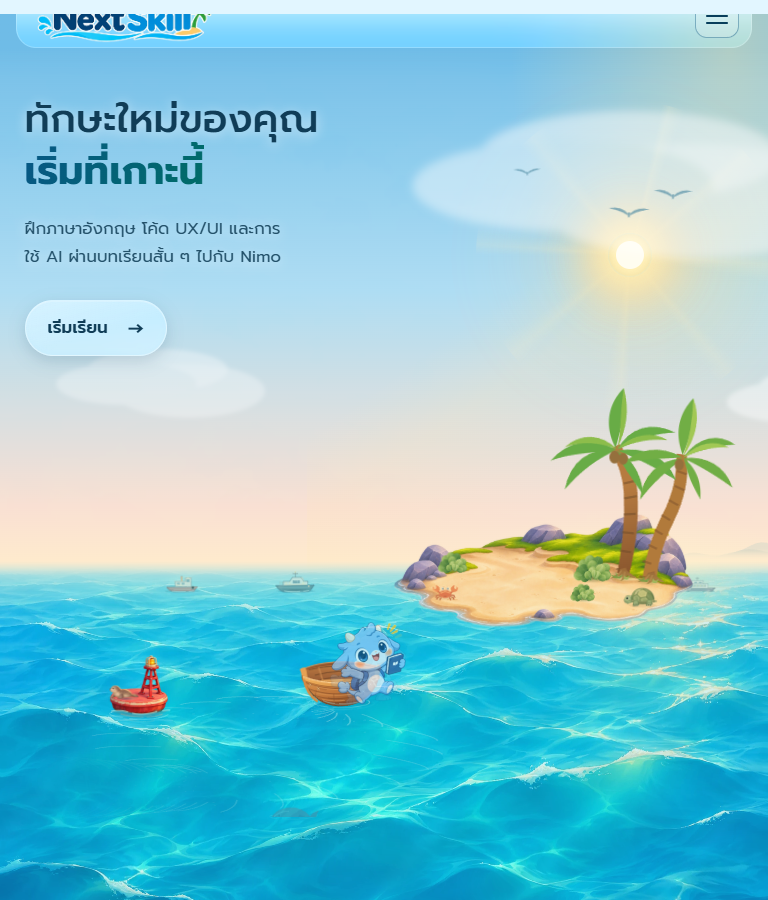 NextSkill
ทักษะใหม่ของคุณ
เริ่มที่เกาะนี้
ฝึกภาษาอังกฤษ โค้ด UX/UI และการ
ใช้ AI ผ่านบทเรียนสั้น ๆ ไปกับ Nimo
เริ่มเรียน →